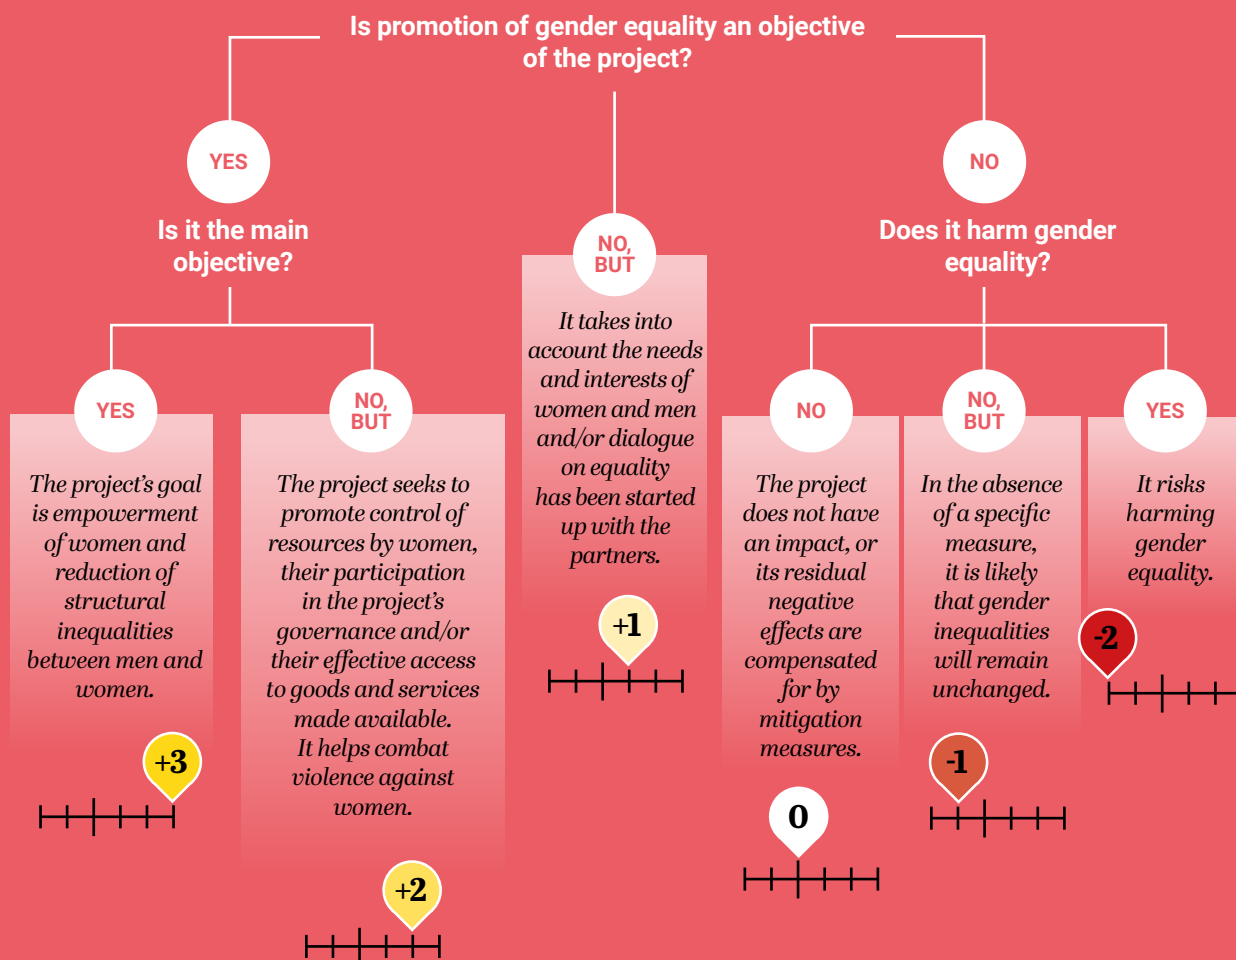 Is promotion of gender equality an objective
of the project?
YES
Is it the main
objective?
YES
The project's goal
is empowerment
of women and
reduction of
structural
inequalities
between men and
women.
+3
NO,
BUT
The project seeks to
promote control of
resources by women,
their participation
in the project's
governance and/or
their effective access
to goods and services
made available.
It helps combat
violence against
women.
+2
NO,
BUT
It takes into
account the needs
and interests of
women and men
and/or dialogue
on equality
has been started
up with the
partners.
+1
NO
Does it harm gender
equality?
NO
The project
does not have
an impact, or
its residual
negative
effects are
compensated
for by
mitigation
measures.
0
NO,
BUT
In the absence
of a specific
measure,
it is likely
that gender
inequalities
will remain
unchanged.
-1
YES
It risks
harming
gender
equality.
-2